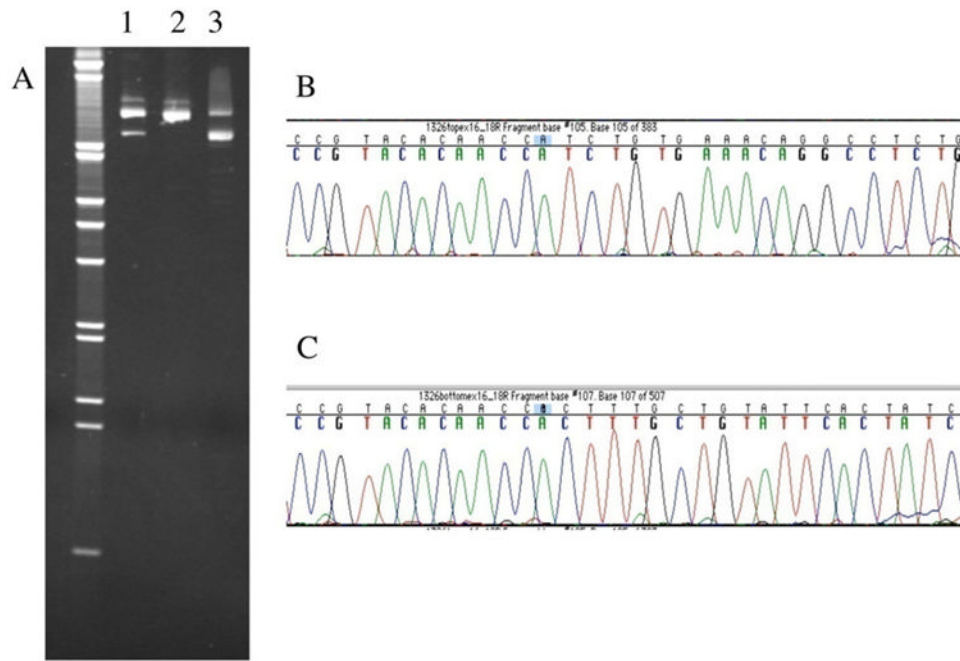 1 2 3
A
B
1326topex16_18R Fragment base #105. Base 105 of 383
C C G T A C A C A A C C A T C T G T G A A A C A G G C C T C T G
C C G T A C A C A A C C A T C T G T G A A A C A G G C C T C T G
C
1326bottomex16_18R Fragment base #107. Base 107 of 507
C C G T A C A C A A C C A C T T T G C T G T A T T C A C T A T C
C C G T A C A C A A C C A C T T T G C T G T A T T C A C T A T C